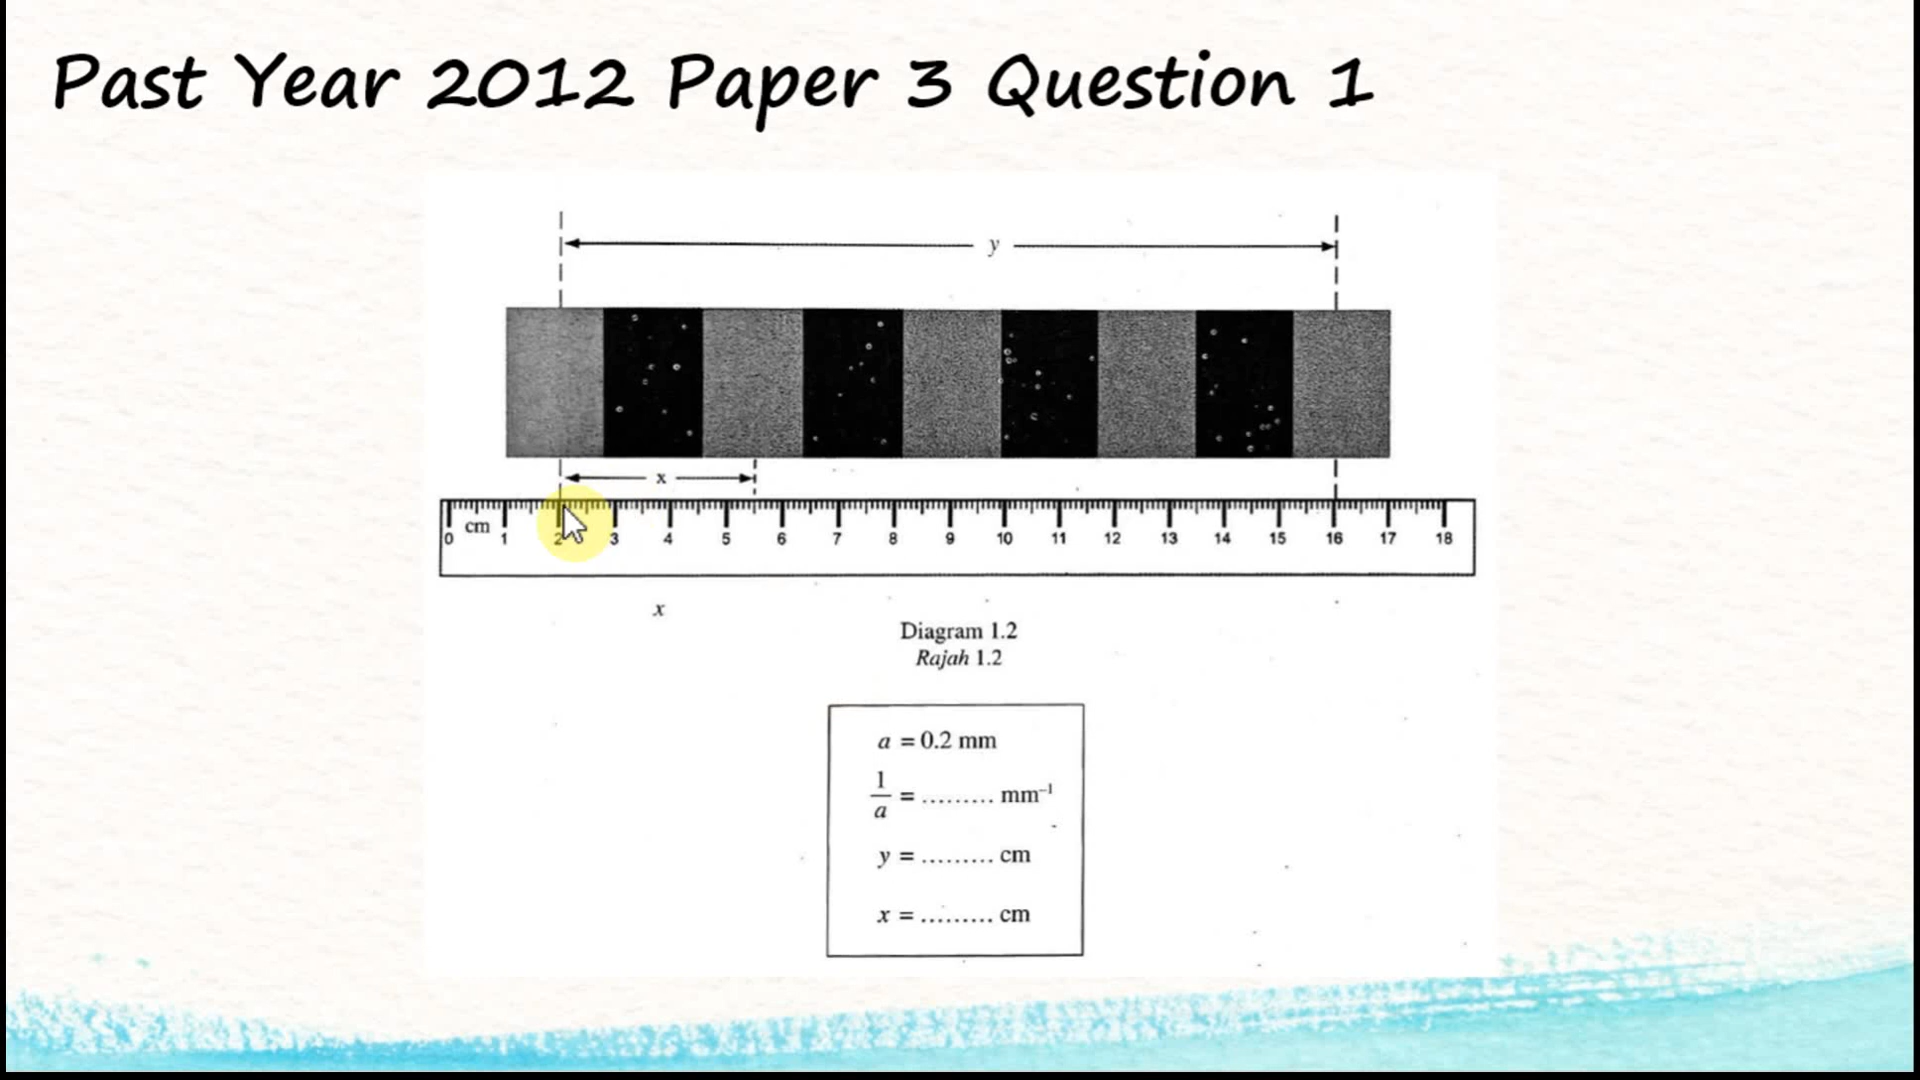 Past Year 2012 Paper 3 Question 1
y
x
cm
0 1 2 3 4 5 6 7 8 9 10 11 12 13 14 15 16 17 18
x
Diagram 1.2
Rajah 1.2
a = 0.2 mm
1/a = ......... mm⁻¹
y = ......... cm
x = ......... cm